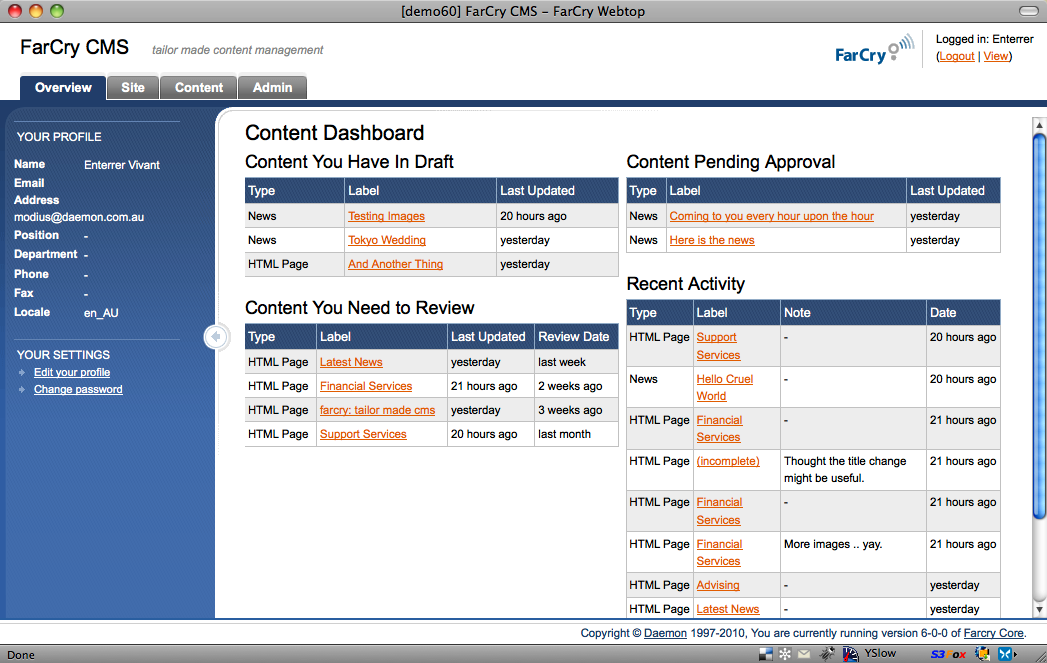 [demo60] FarCry CMS – FarCry Webtop
FarCry CMS tailor made content management
FarCry
Logged in: Enterrer
(Logout | View)
Overview Site Content Admin
YOUR PROFILE
Name Enterrer Vivant
Email
Address
modius@daemon.com.au
Position -
Department -
Phone -
Fax -
Locale en_AU
YOUR SETTINGS
Edit your profile
Change password
Content Dashboard
Content You Have In Draft
Type Label Last Updated
News Testing Images 20 hours ago
News Tokyo Wedding yesterday
HTML Page And Another Thing yesterday
Content You Need to Review
Type Label Last Updated Review Date
HTML Page Latest News yesterday last week
HTML Page Financial Services 21 hours ago 2 weeks ago
HTML Page farcry: tailor made cms yesterday 3 weeks ago
HTML Page Support Services 20 hours ago last month
Content Pending Approval
Type Label Last Updated
News Coming to you every hour upon the hour yesterday
News Here is the news yesterday
Recent Activity
Type Label Note Date
HTML Page Support - 20 hours ago
Services
News Hello Cruel - 20 hours ago
World
HTML Page Financial - 21 hours ago
Services
HTML Page (incomplete) Thought the title change 21 hours ago
might be useful.
HTML Page Financial - 21 hours ago
Services
HTML Page Financial More images .. yay. 21 hours ago
Services
HTML Page Advising - yesterday
HTML Page Latest News - yesterday
Copyright © Daemon 1997-2010, You are currently running version 6-0-0 of Farcry Core.
Done YSlow S3Fox